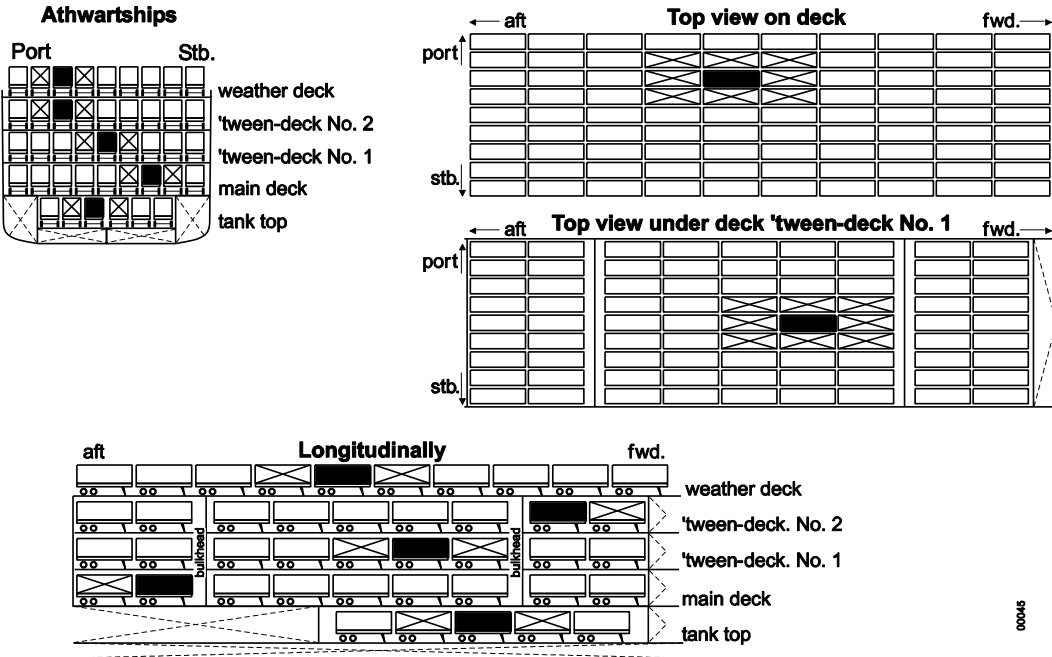 Athwartships
Port Stb.
weather deck
'tween-deck No. 2
'tween-deck No. 1
main deck
tank top
Top view on deck
aft fwd.
port
stb.
Top view under deck 'tween-deck No. 1
aft fwd.
port
stb.
Longitudinally
aft fwd.
weather deck
'tween-deck. No. 2
'tween-deck. No. 1
main deck
tank top
bulkhead
bulkhead
00045